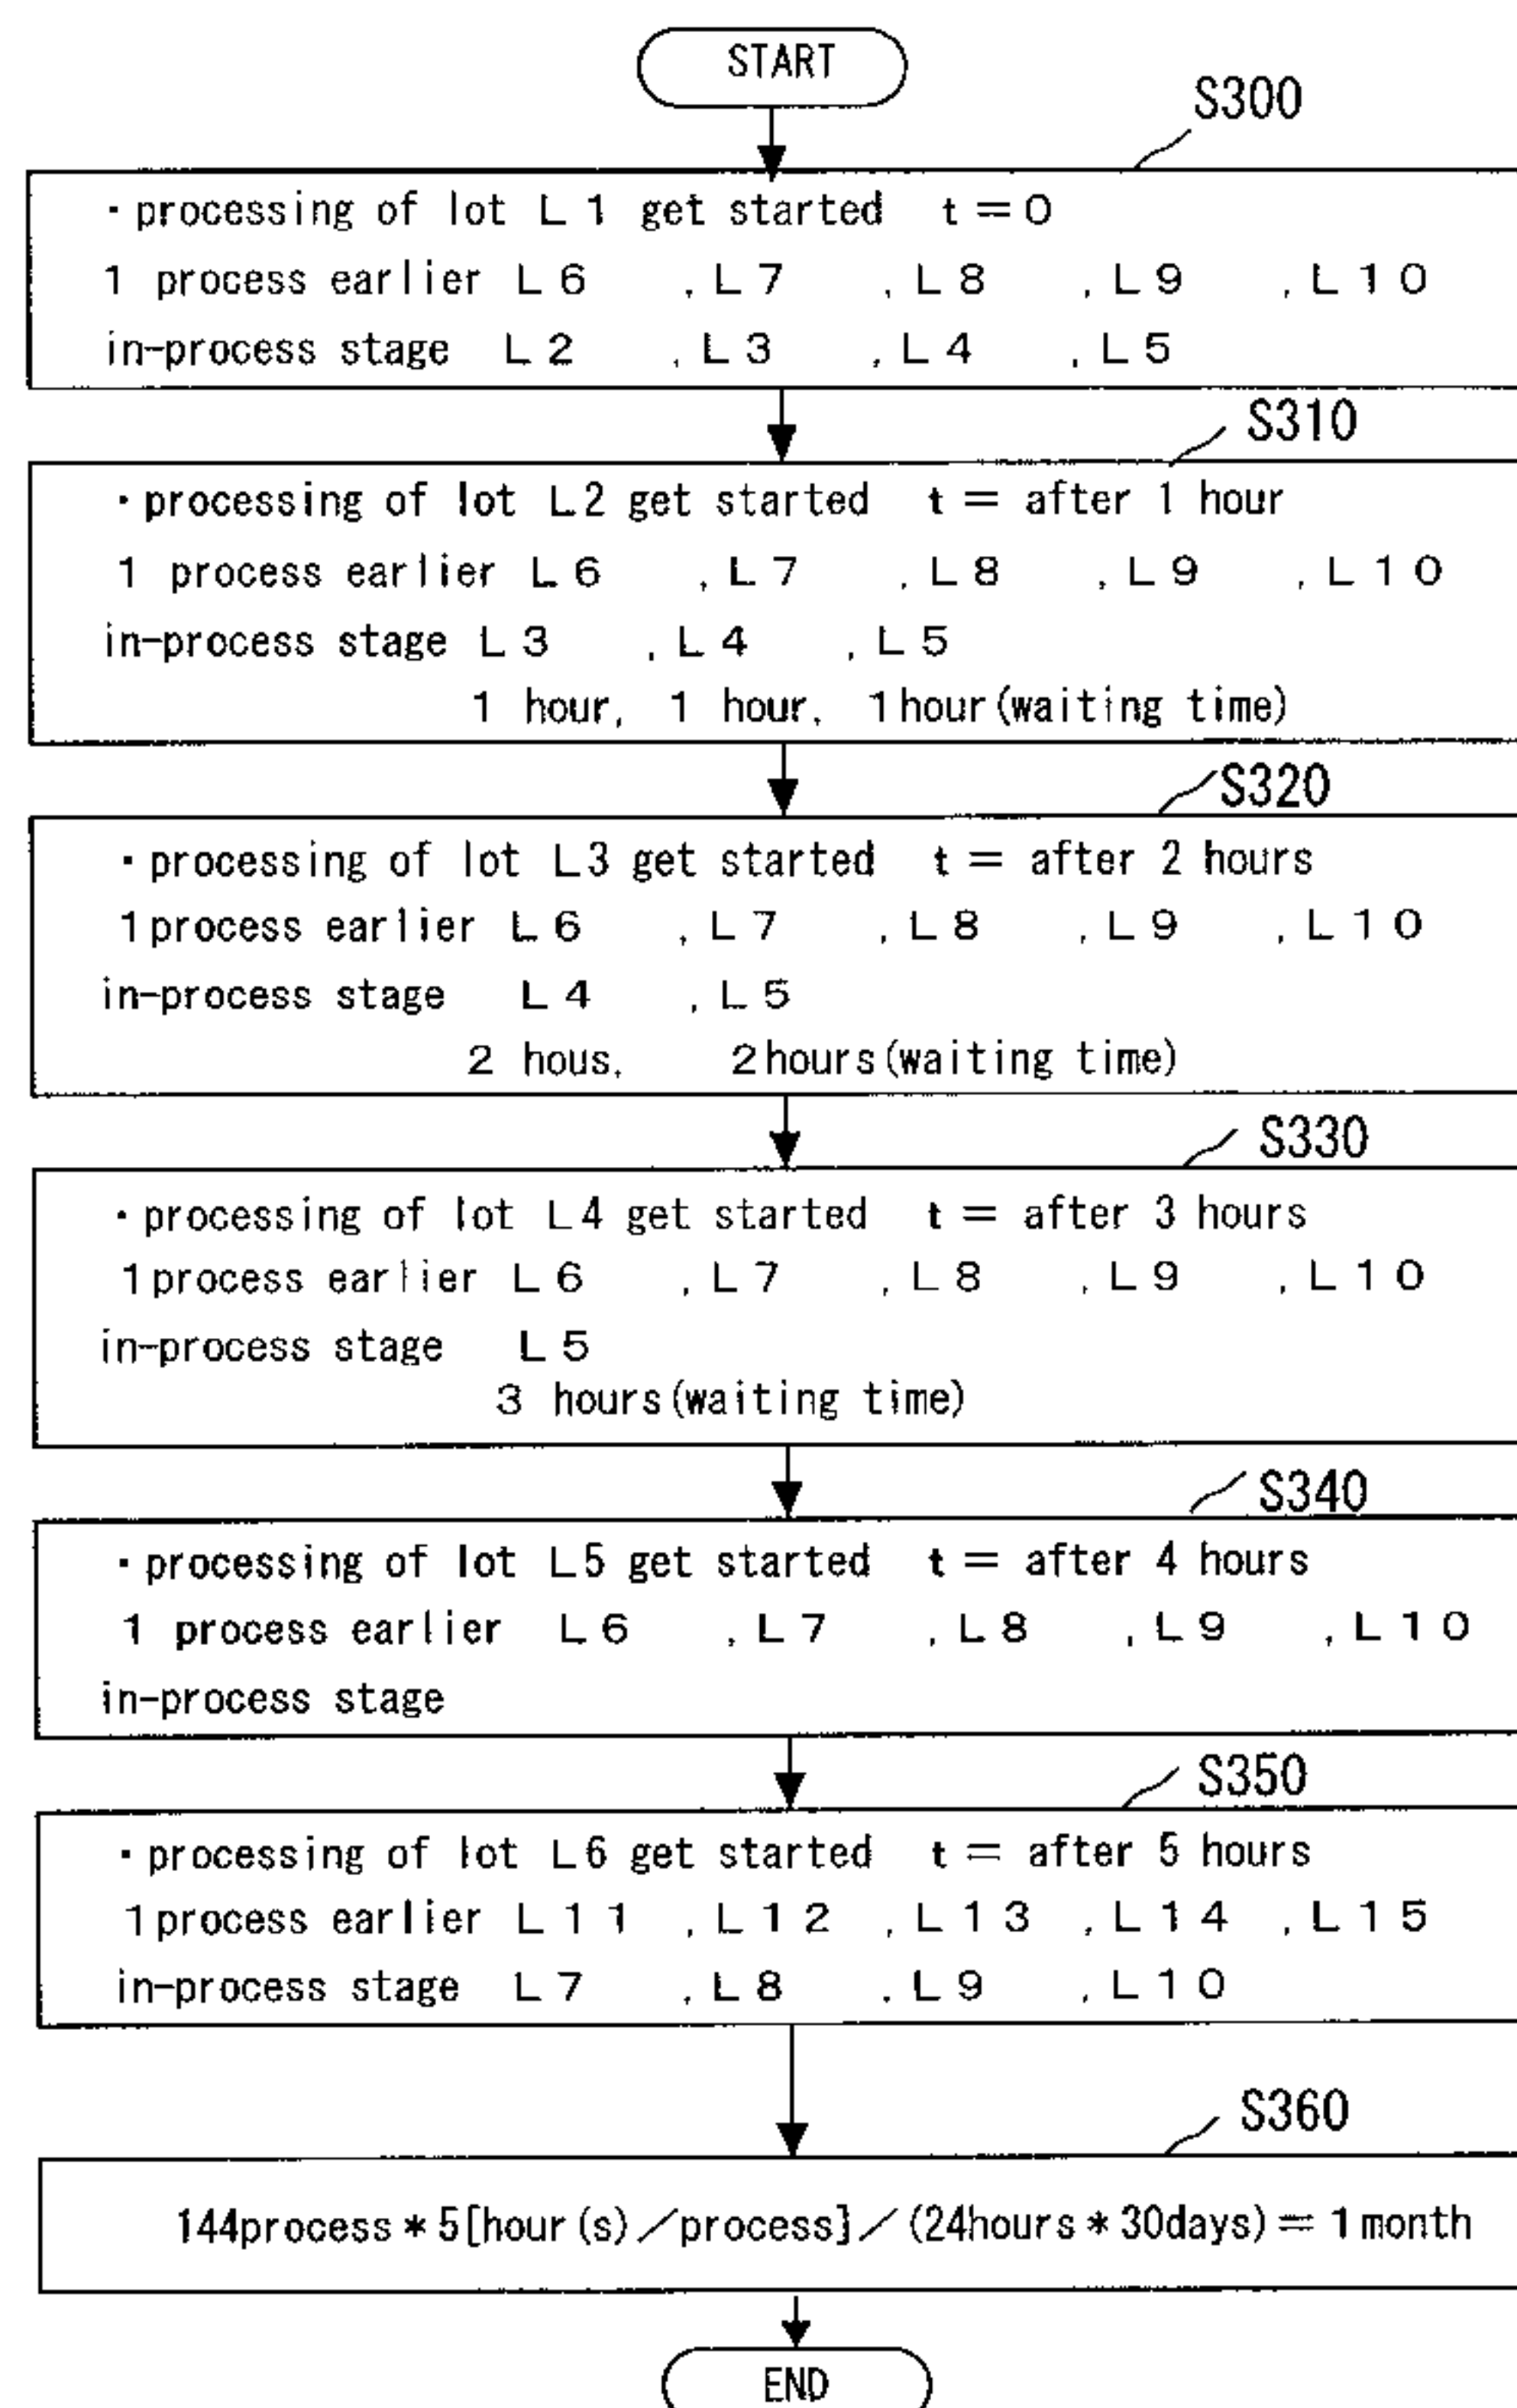 START
S300
・processing of lot L1 get started t=0
1 process earlier L6 , L7 , L8 , L9 , L10
in-process stage L2 , L3 , L4 , L5
S310
・processing of lot L2 get started t= after 1 hour
1 process earlier L6 , L7 , L8 , L9 , L10
in-process stage L3 , L4 , L5
1 hour, 1 hour, 1hour(waiting time)
S320
・processing of lot L3 get started t= after 2 hours
1process earlier L6 , L7 , L8 , L9 , L10
in-process stage L4 , L5
2 hous, 2hours(waiting time)
S330
・processing of lot L4 get started t= after 3 hours
1process earlier L6 , L7 , L8 , L9 , L10
in-process stage L5
3 hours(waiting time)
S340
・processing of lot L5 get started t= after 4 hours
1 process earlier L6 , L7 , L8 , L9 , L10
in-process stage
S350
・processing of lot L6 get started t= after 5 hours
1process earlier L11 , L12 , L13 , L14 , L15
in-process stage L7 , L8 , L9 , L10
S360
144process*5[hour(s)/process]/(24hours*30days)=1month
END